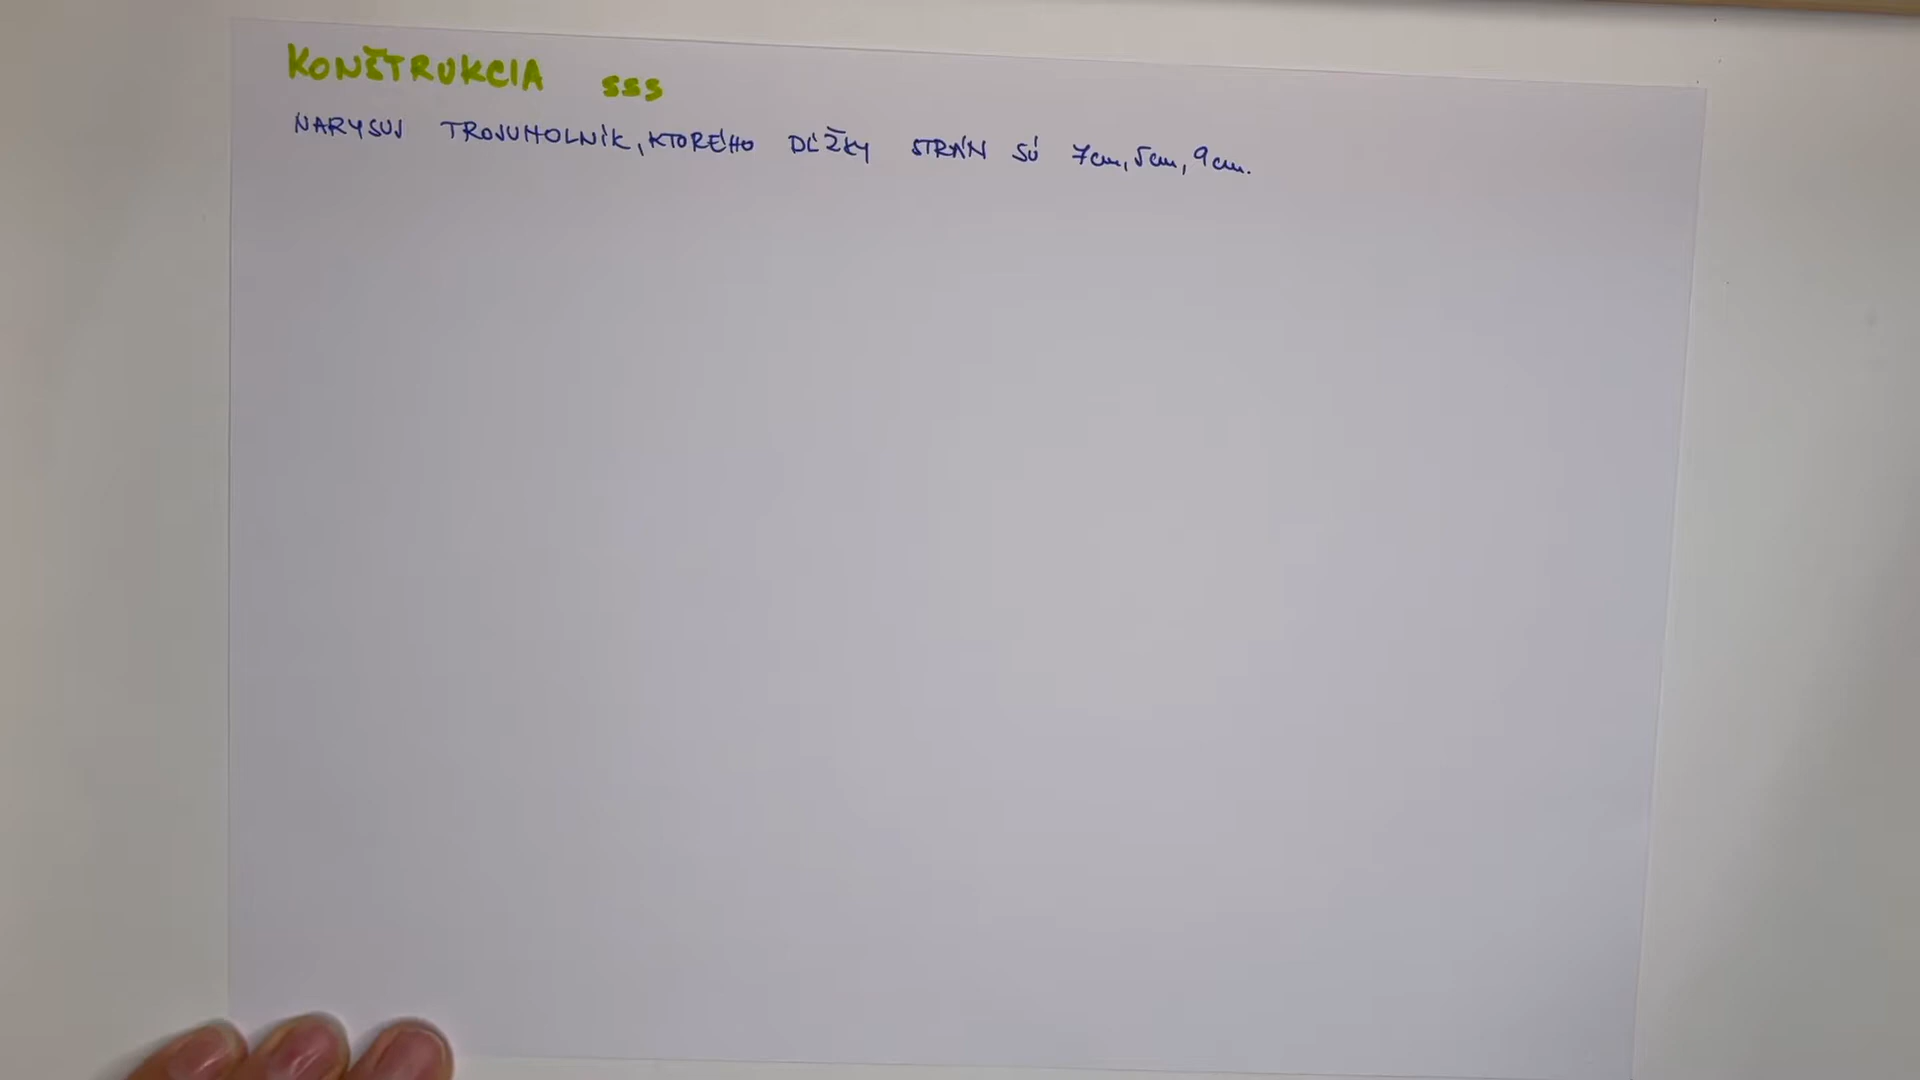 KONŠTRUKCIA sss
NARYSUJ TROJUHOLNÍK, KTORÉHO DĹŽKY STRÁN SÚ 7cm, 5cm, 9cm.